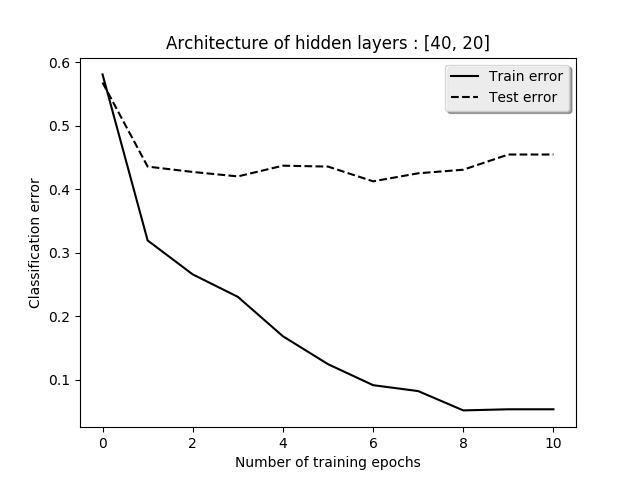 Architecture of hidden layers : [40, 20]
Train error
Test error
Classification error
0.6
0.5
0.4
0.3
0.2
0.1
0 2 4 6 8 10
Number of training epochs